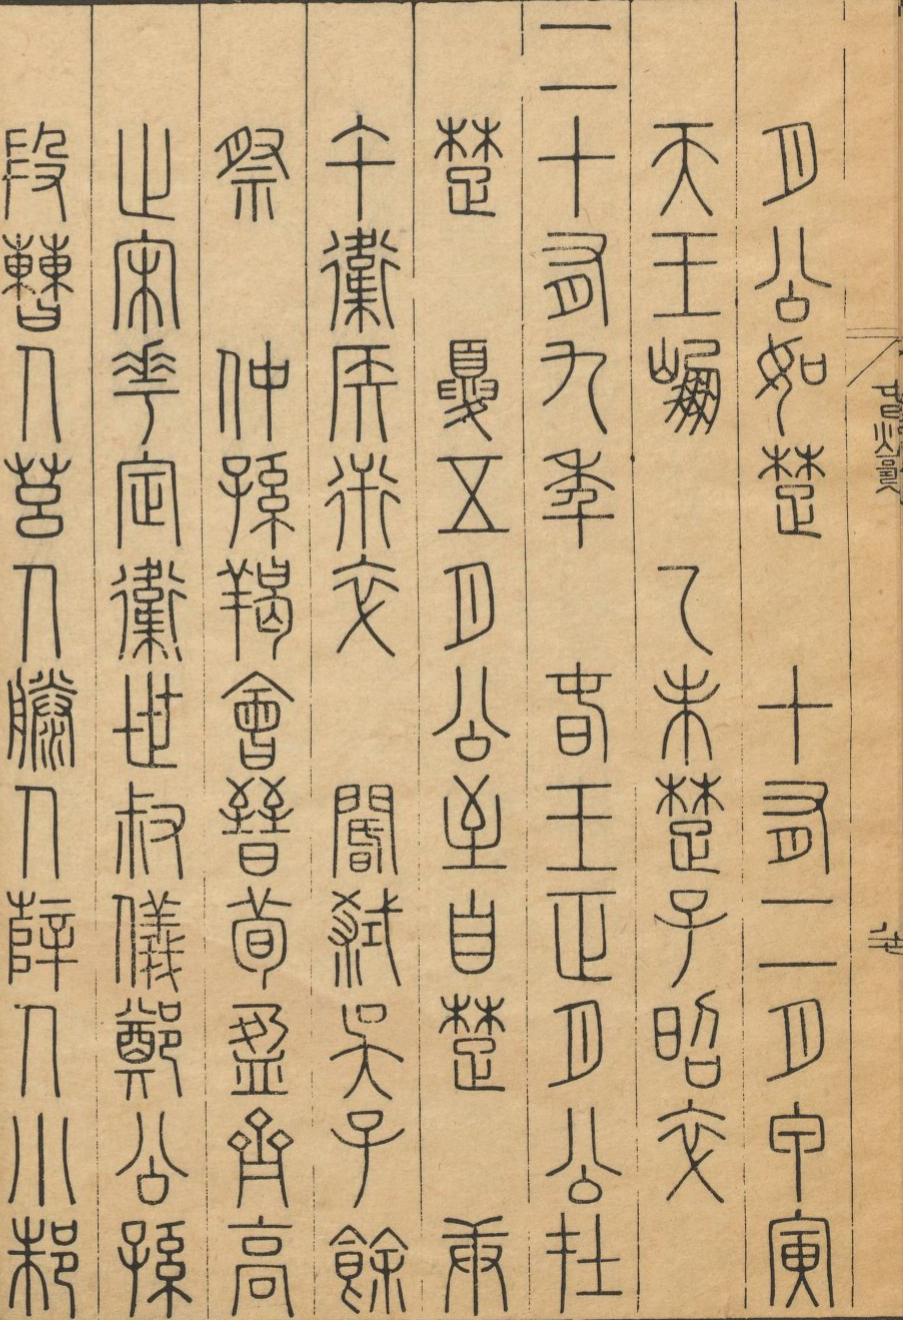 月公如楚　十有二月甲寅
天王崩　乙未楚子昭卒
二十有九年　春王正月公在
楚　夏五月公至自楚　庚
午衛侯衎卒　閽弒吳子餘
祭　仲孫羯會晉荀盈齊高
止宋華定衛世叔儀鄭公孫
段曹人莒人滕人薛人小邾